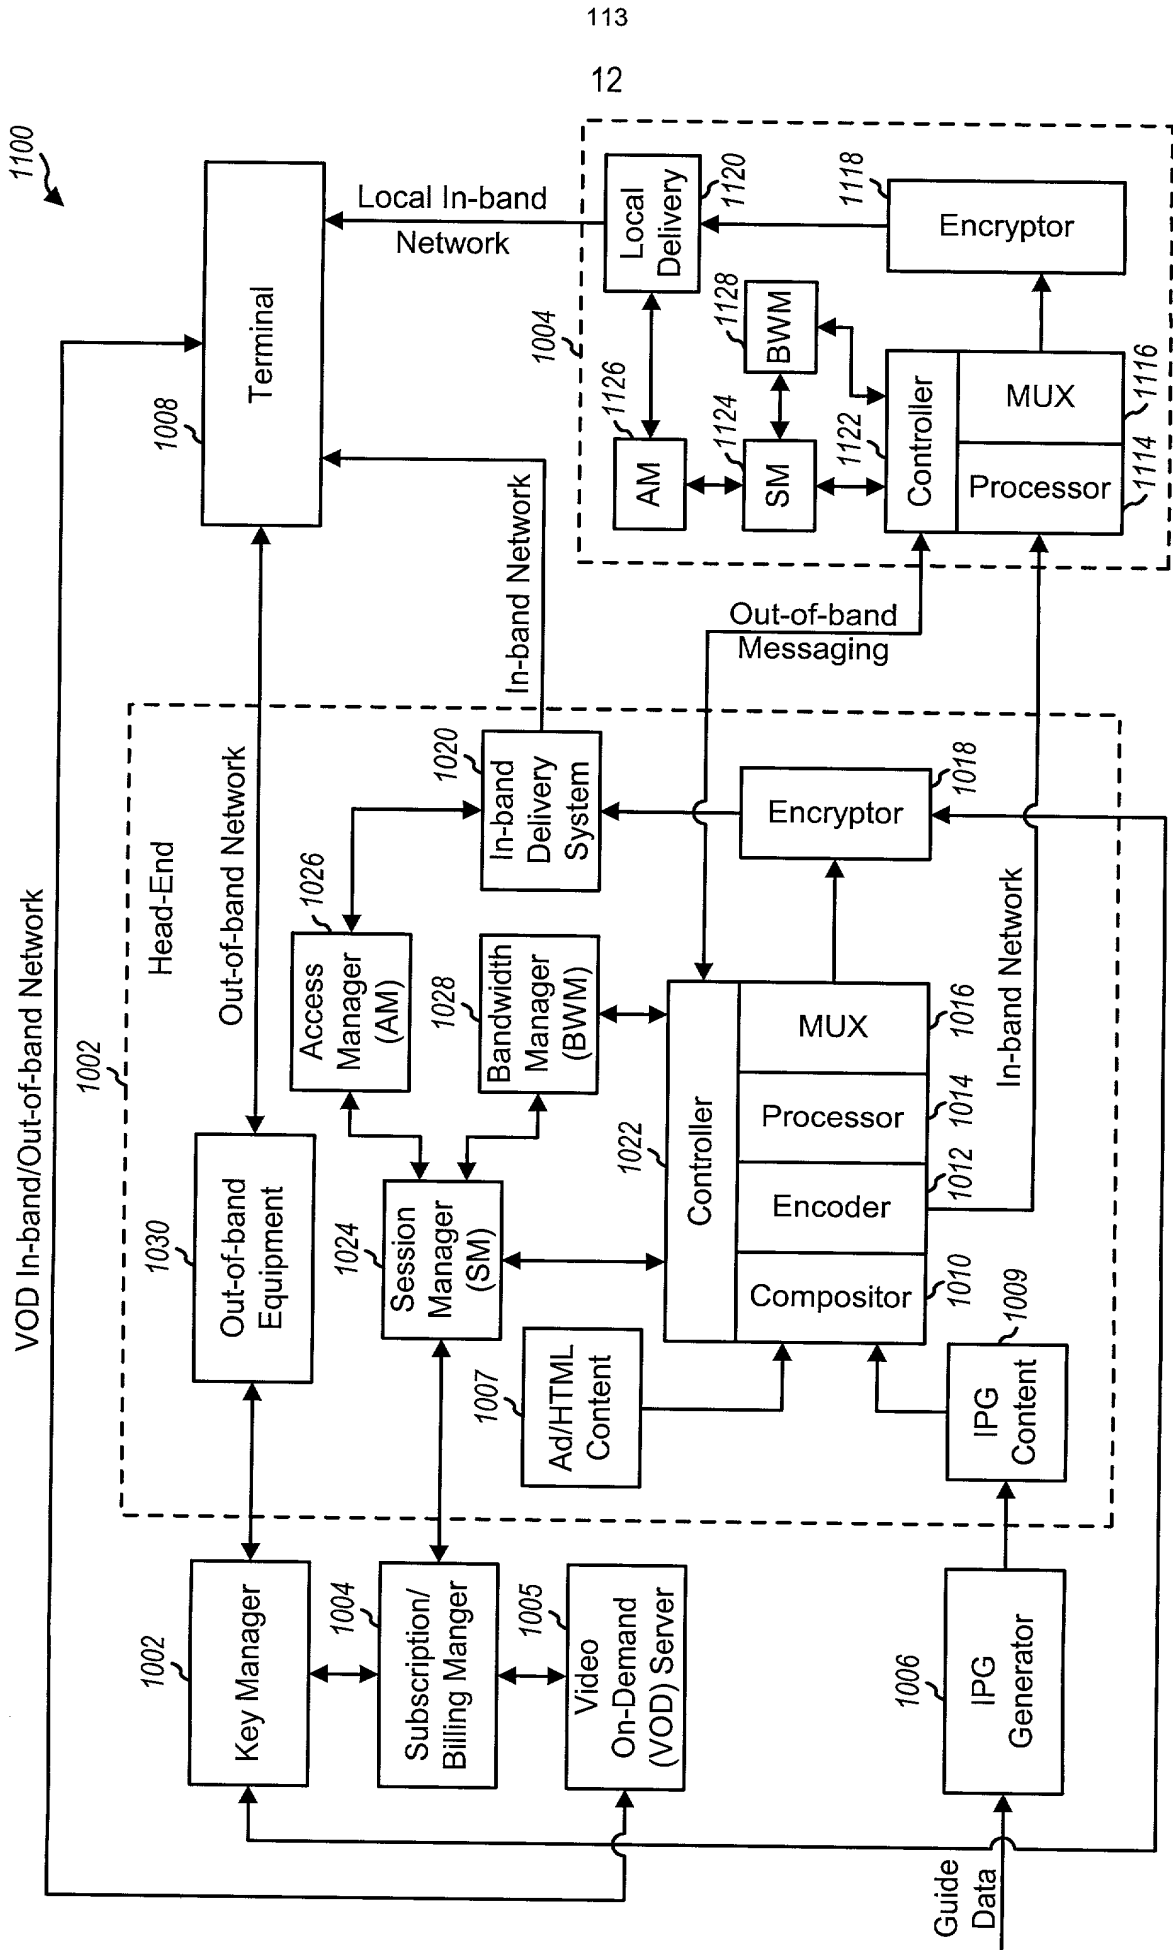 113
12
1100
VOD In-band/Out-of-band Network
1002
Head-End
1002
Key Manager
1004
Subscription/
Billing Manger
1005
Video
On-Demand
(VOD) Server
1006
IPG
Generator
Guide
Data
1030
Out-of-band
Equipment
Out-of-band Network
1008
Terminal
1024
Session
Manager
(SM)
1026
Access
Manager
(AM)
1028
Bandwidth
Manager
(BWM)
1020
In-band
Delivery
System
In-band Network
1007
Ad/HTML
Content
1009
IPG
Content
1022
Controller
Compositor
1010
Encoder
1012
Processor
1014
MUX
1016
Encryptor
1018
In-band Network
Out-of-band
Messaging
Local In-band
Network
1004
Local
Delivery
1120
1126
AM
1124
SM
1128
BWM
1122
Controller
Processor
1114
MUX
1116
Encryptor
1118